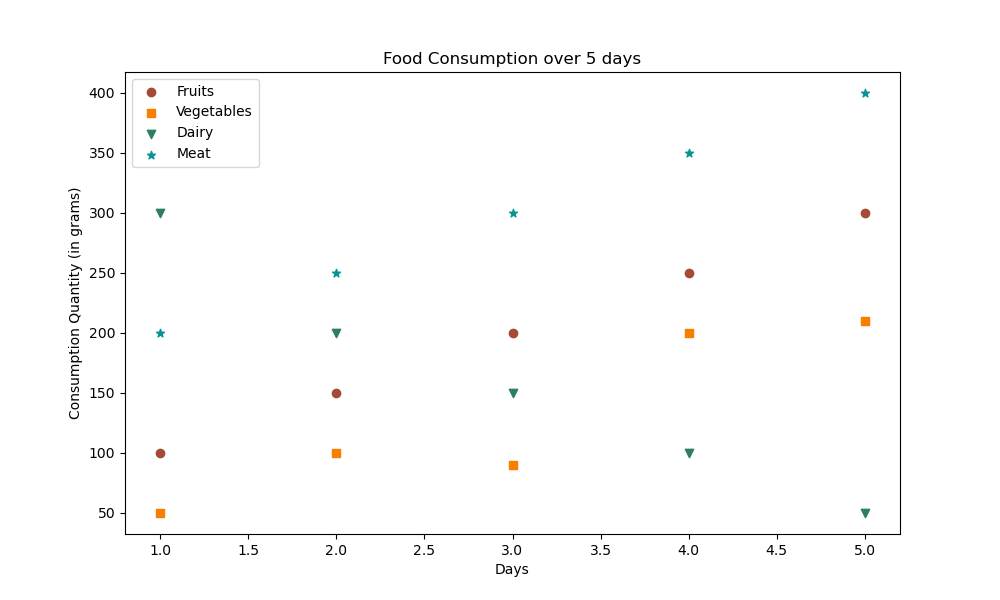 Food Consumption over 5 days
Fruits
Vegetables
Dairy
Meat
Consumption Quantity (in grams)
400
350
300
250
200
150
100
50
1.0 1.5 2.0 2.5 3.0 3.5 4.0 4.5 5.0
Days